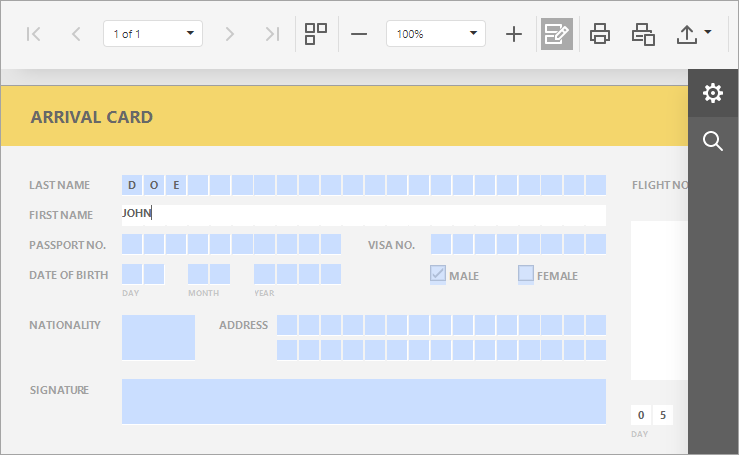 1 of 1
100%
ARRIVAL CARD
LAST NAME DOE FLIGHT NO
FIRST NAME JOHN
PASSPORT NO. VISA NO.
DATE OF BIRTH MALE FEMALE
DAY MONTH YEAR
NATIONALITY ADDRESS
SIGNATURE
0 5
DAY